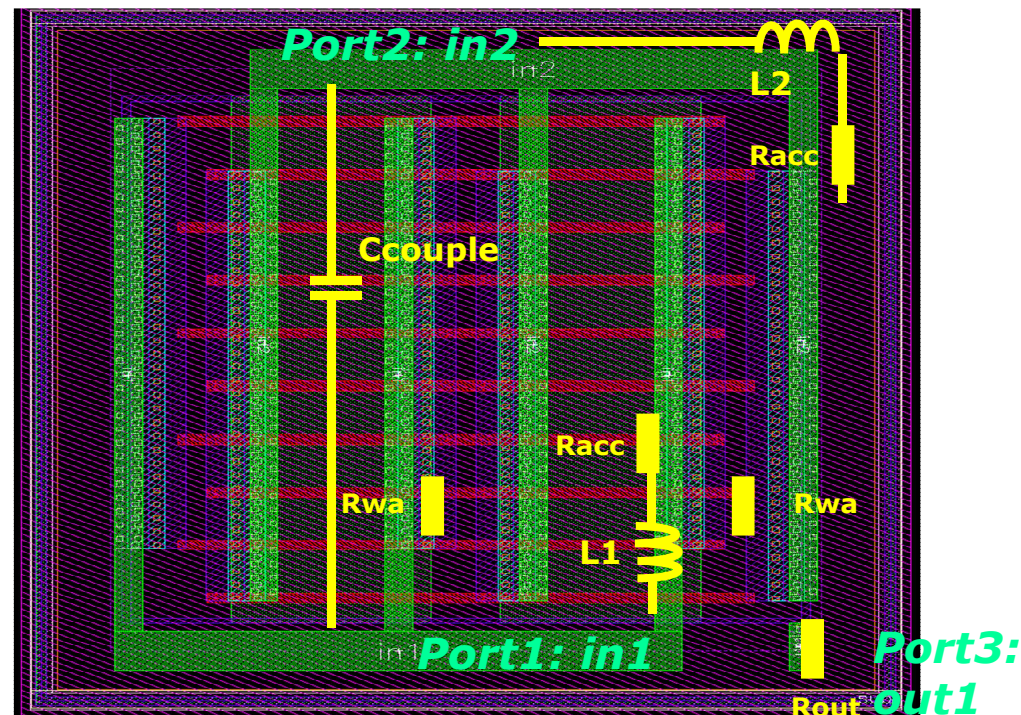 Port2: in2
in2
L2
Racc
Ccouple
Racc
Rwa
Rwa
L1
in1
Port1: in1
Port3:
out1
Rout